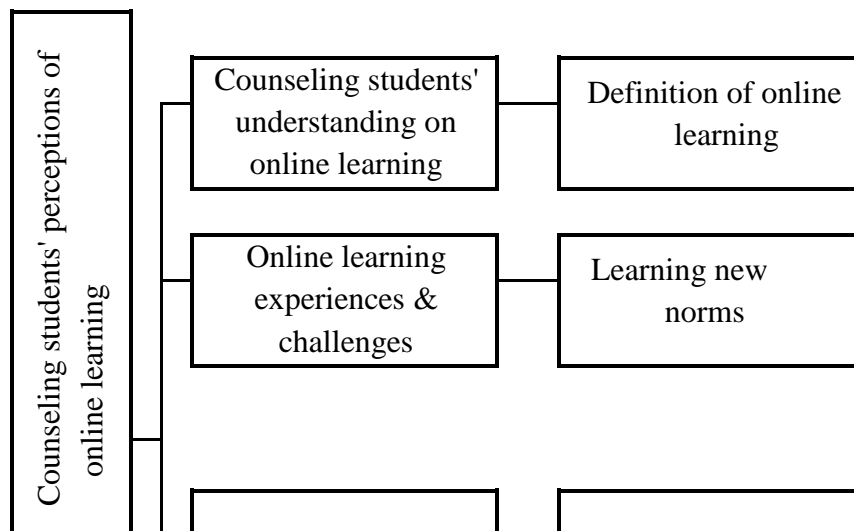 Counseling students' perceptions of
online learning
Counseling students'
understanding on
online learning
Definition of online
learning
Online learning
experiences &
challenges
Learning new
norms